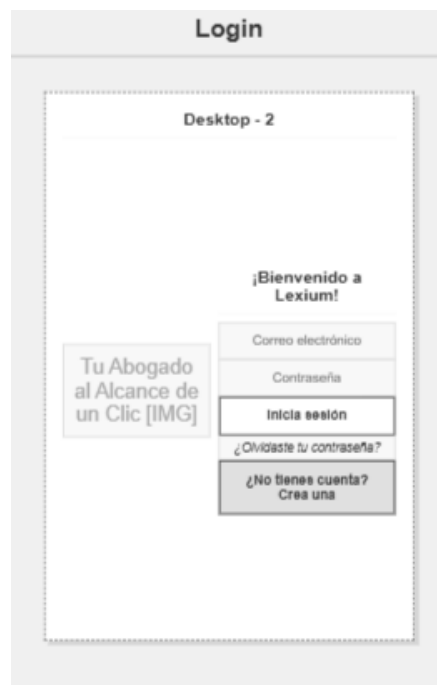 Login
Desktop - 2
¡Bienvenido a
Lexium!
Correo electrónico
Tu Abogado
al Alcance de
un Clic [IMG]
Contraseña
Inicia sesión
¿Olvidaste tu contraseña?
¿No tienes cuenta?
Crea una